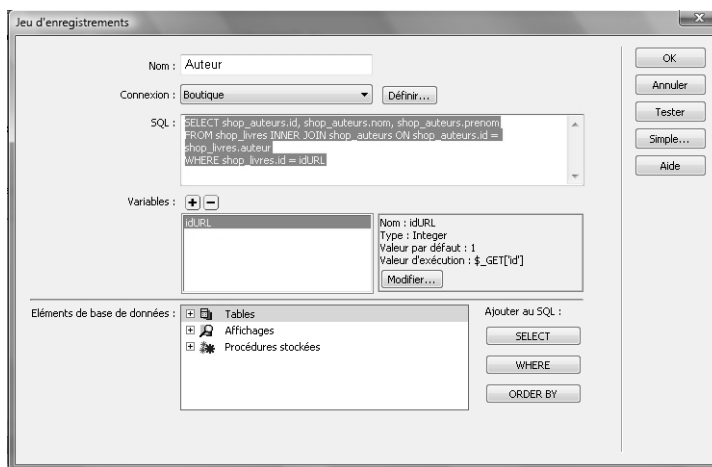 Jeu d'enregistrements
Nom : Auteur
OK
Connexion : Boutique Définir...
Annuler
SQL : SELECT shop_auteurs.id, shop_auteurs.nom, shop_auteurs.prenom
FROM shop_livres INNER JOIN shop_auteurs ON shop_auteurs.id =
shop_livres.auteur
WHERE shop_livres.id = idURL
Tester
Simple...
Aide
Variables :
idURL
Nom : idURL
Type : Integer
Valeur par défaut : 1
Valeur d'exécution : $_GET['id']
Modifier...
Eléments de base de données : Tables
Affichages
Procédures stockées
Ajouter au SQL :
SELECT
WHERE
ORDER BY